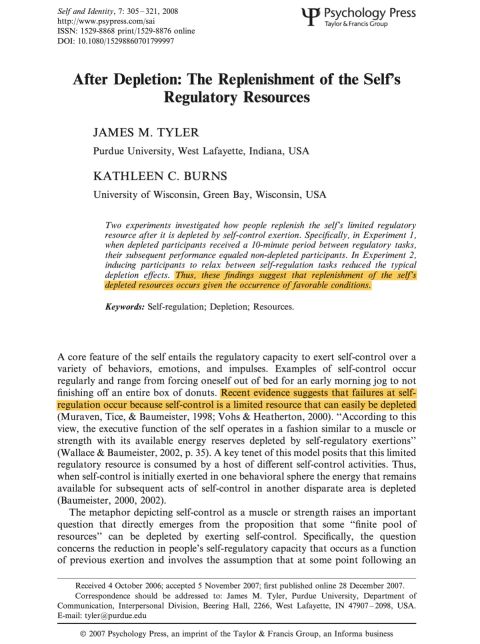 Self and Identity, 7: 305–321, 2008
http://www.psypress.com/sai
ISSN: 1529-8868 print/1529-8876 online
DOI: 10.1080/15298860701799997
Psychology Press
Taylor & Francis Group
After Depletion: The Replenishment of the Self's
Regulatory Resources
JAMES M. TYLER
Purdue University, West Lafayette, Indiana, USA
KATHLEEN C. BURNS
University of Wisconsin, Green Bay, Wisconsin, USA
Two experiments investigated how people replenish the self's limited regulatory
resource after it is depleted by self-control exertion. Specifically, in Experiment 1,
when depleted participants received a 10-minute period between regulatory tasks,
their subsequent performance equaled non-depleted participants. In Experiment 2,
inducing participants to relax between self-regulation tasks reduced the typical
depletion effects. Thus, these findings suggest that replenishment of the self's
depleted resources occurs given the occurrence of favorable conditions.
Keywords: Self-regulation; Depletion; Resources.
A core feature of the self entails the regulatory capacity to exert self-control over a
variety of behaviors, emotions, and impulses. Examples of self-control occur
regularly and range from forcing oneself out of bed for an early morning jog to not
finishing off an entire box of donuts. Recent evidence suggests that failures at self-
regulation occur because self-control is a limited resource that can easily be depleted
(Muraven, Tice, & Baumeister, 1998; Vohs & Heatherton, 2000). "According to this
view, the executive function of the self operates in a fashion similar to a muscle or
strength with its available energy reserves depleted by self-regulatory exertions"
(Wallace & Baumeister, 2002, p. 35). A key tenet of this model posits that this limited
regulatory resource is consumed by a host of different self-control activities. Thus,
when self-control is initially exerted in one behavioral sphere the energy that remains
available for subsequent acts of self-control in another disparate area is depleted
(Baumeister, 2000, 2002).
The metaphor depicting self-control as a muscle or strength raises an important
question that directly emerges from the proposition that some "finite pool of
resources" can be depleted by exerting self-control. Specifically, the question
concerns the reduction in people's self-regulatory capacity that occurs as a function
of previous exertion and involves the assumption that at some point following an
Received 4 October 2006; accepted 5 November 2007; first published online 28 December 2007.
Correspondence should be addressed to: James M. Tyler, Purdue University, Department of
Communication, Interpersonal Division, Beering Hall, 2266, West Lafayette, IN 47907–2098, USA.
E-mail: tyler@purdue.edu
© 2007 Psychology Press, an imprint of the Taylor & Francis Group, an Informa business